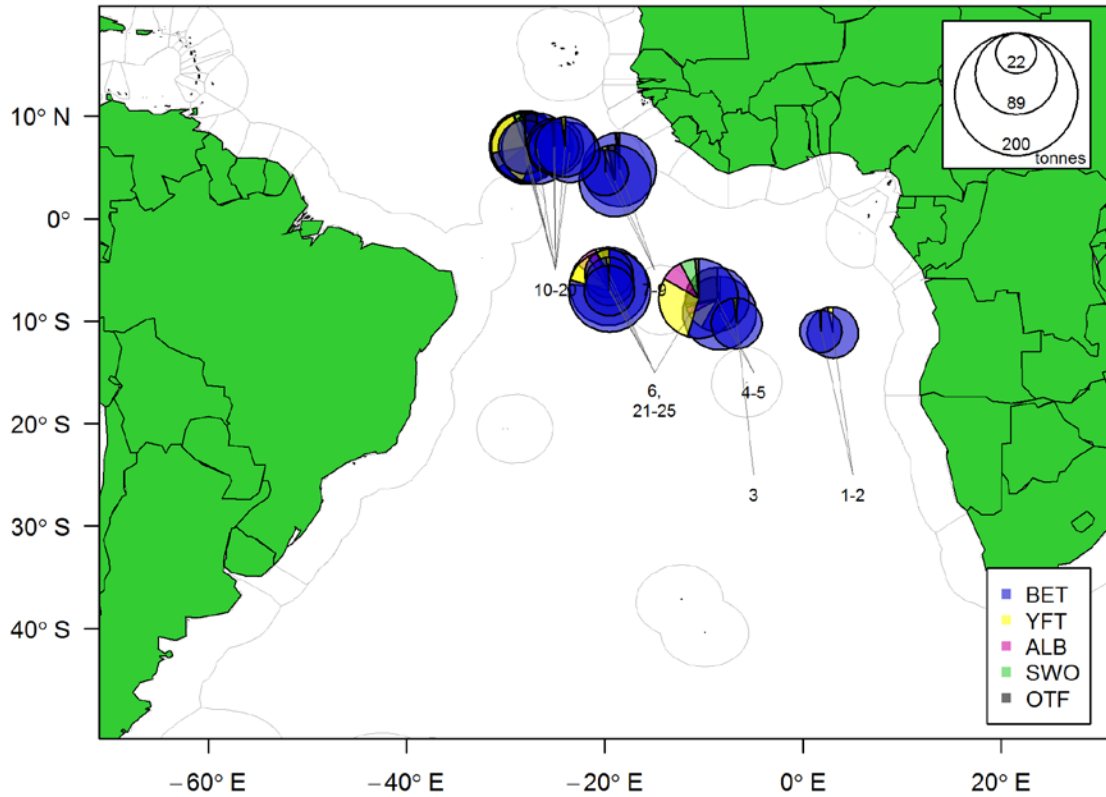 22
89
200
tonnes
10° N
0°
10° S
20° S
30° S
40° S
10-20
7-9
6,
21-25
4-5
3
1-2
BET
YFT
ALB
SWO
OTF
−60° E
−40° E
−20° E
0° E
20° E